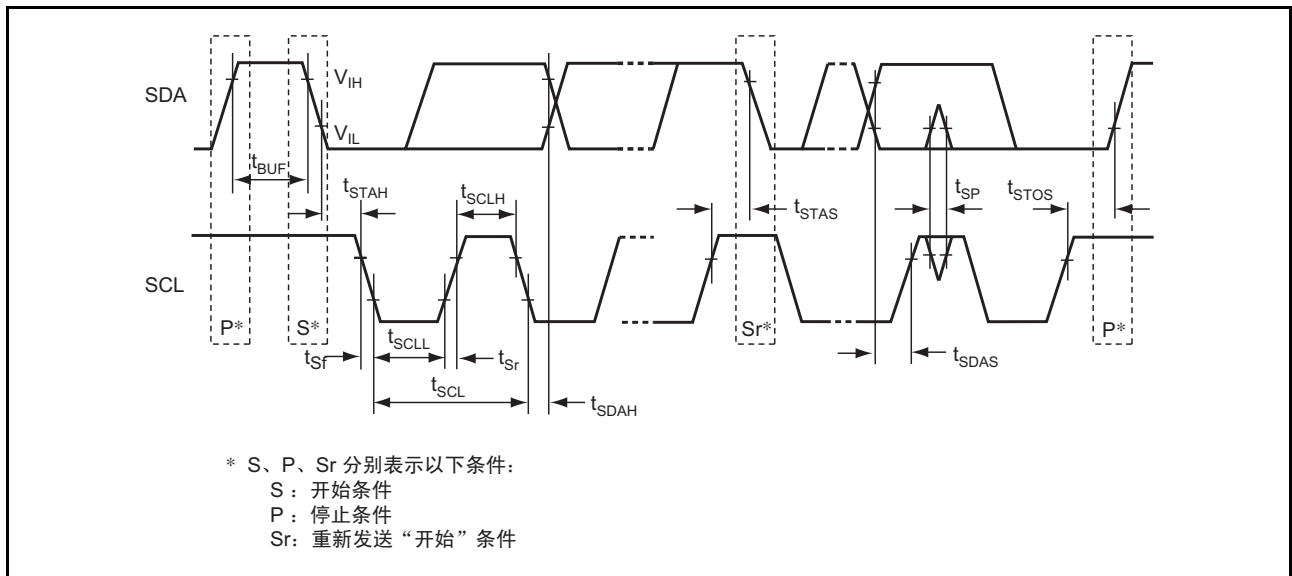 SDA
V_IH
V_IL
t_BUF
t_STAH
t_SCLH
t_STAS
t_SP
t_STOS
SCL
P*
S*
Sr*
P*
t_Sf
t_SCLL
t_Sr
t_SCL
t_SDAH
t_SDAS
* S、P、Sr 分别表示以下条件：
S ：开始条件
P ：停止条件
Sr：重新发送“开始”条件